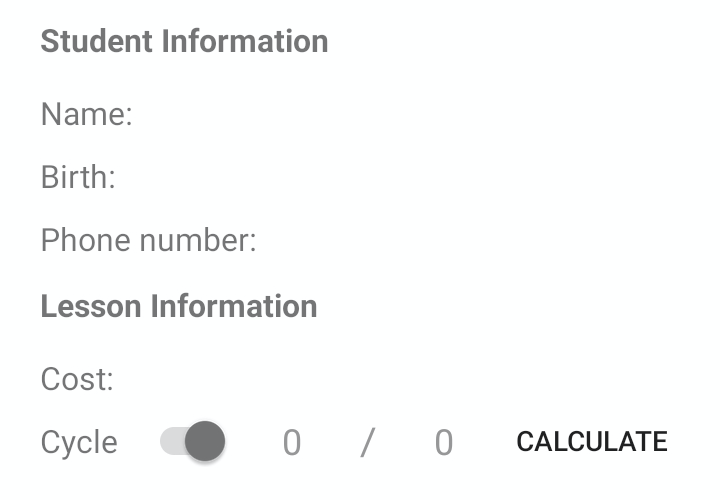 Student Information
Name:
Birth:
Phone number:
Lesson Information
Cost:
Cycle 0 / 0 CALCULATE